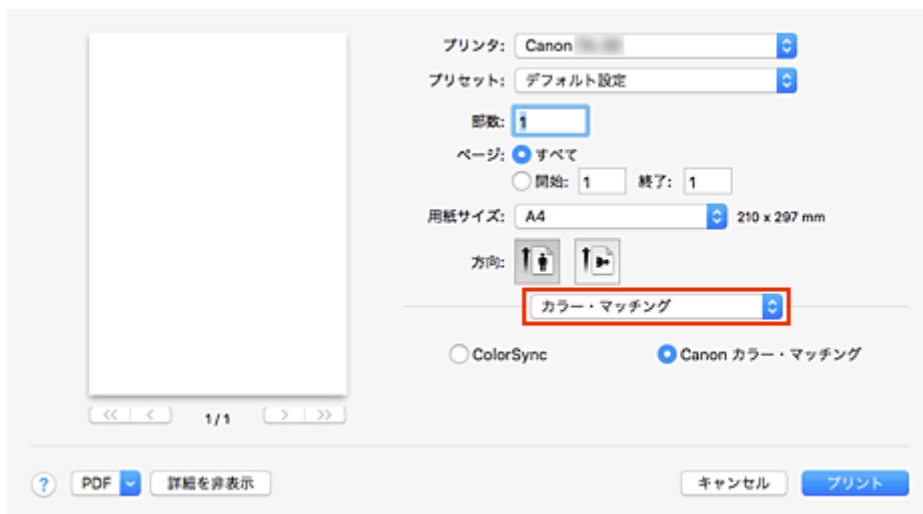 プリンタ: Canon
プリセット: デフォルト設定
部数: 1
ページ: すべて
開始: 1 終了: 1
用紙サイズ: A4 210 x 297 mm
方向:
カラー・マッチング
ColorSync Canon カラー・マッチング
<< < 1 / 1 > >>
? PDF 詳細を非表示 キャンセル プリント